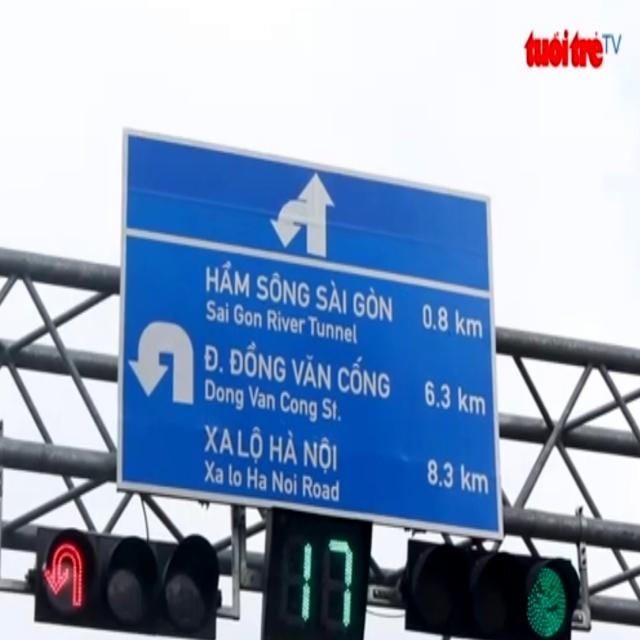 tuổi trẻ TV
HẦM SÔNG SÀI GÒN 0.8 km
Sai Gon River Tunnel
Đ. ĐỒNG VĂN CỐNG 6.3 km
Dong Van Cong St.
XA LỘ HÀ NỘI 8.3 km
Xa lo Ha Noi Road
17